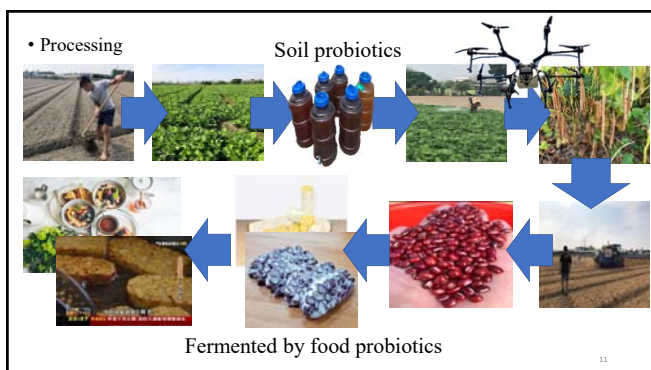 • Processing
Soil probiotics
Fermented by food probiotics
11